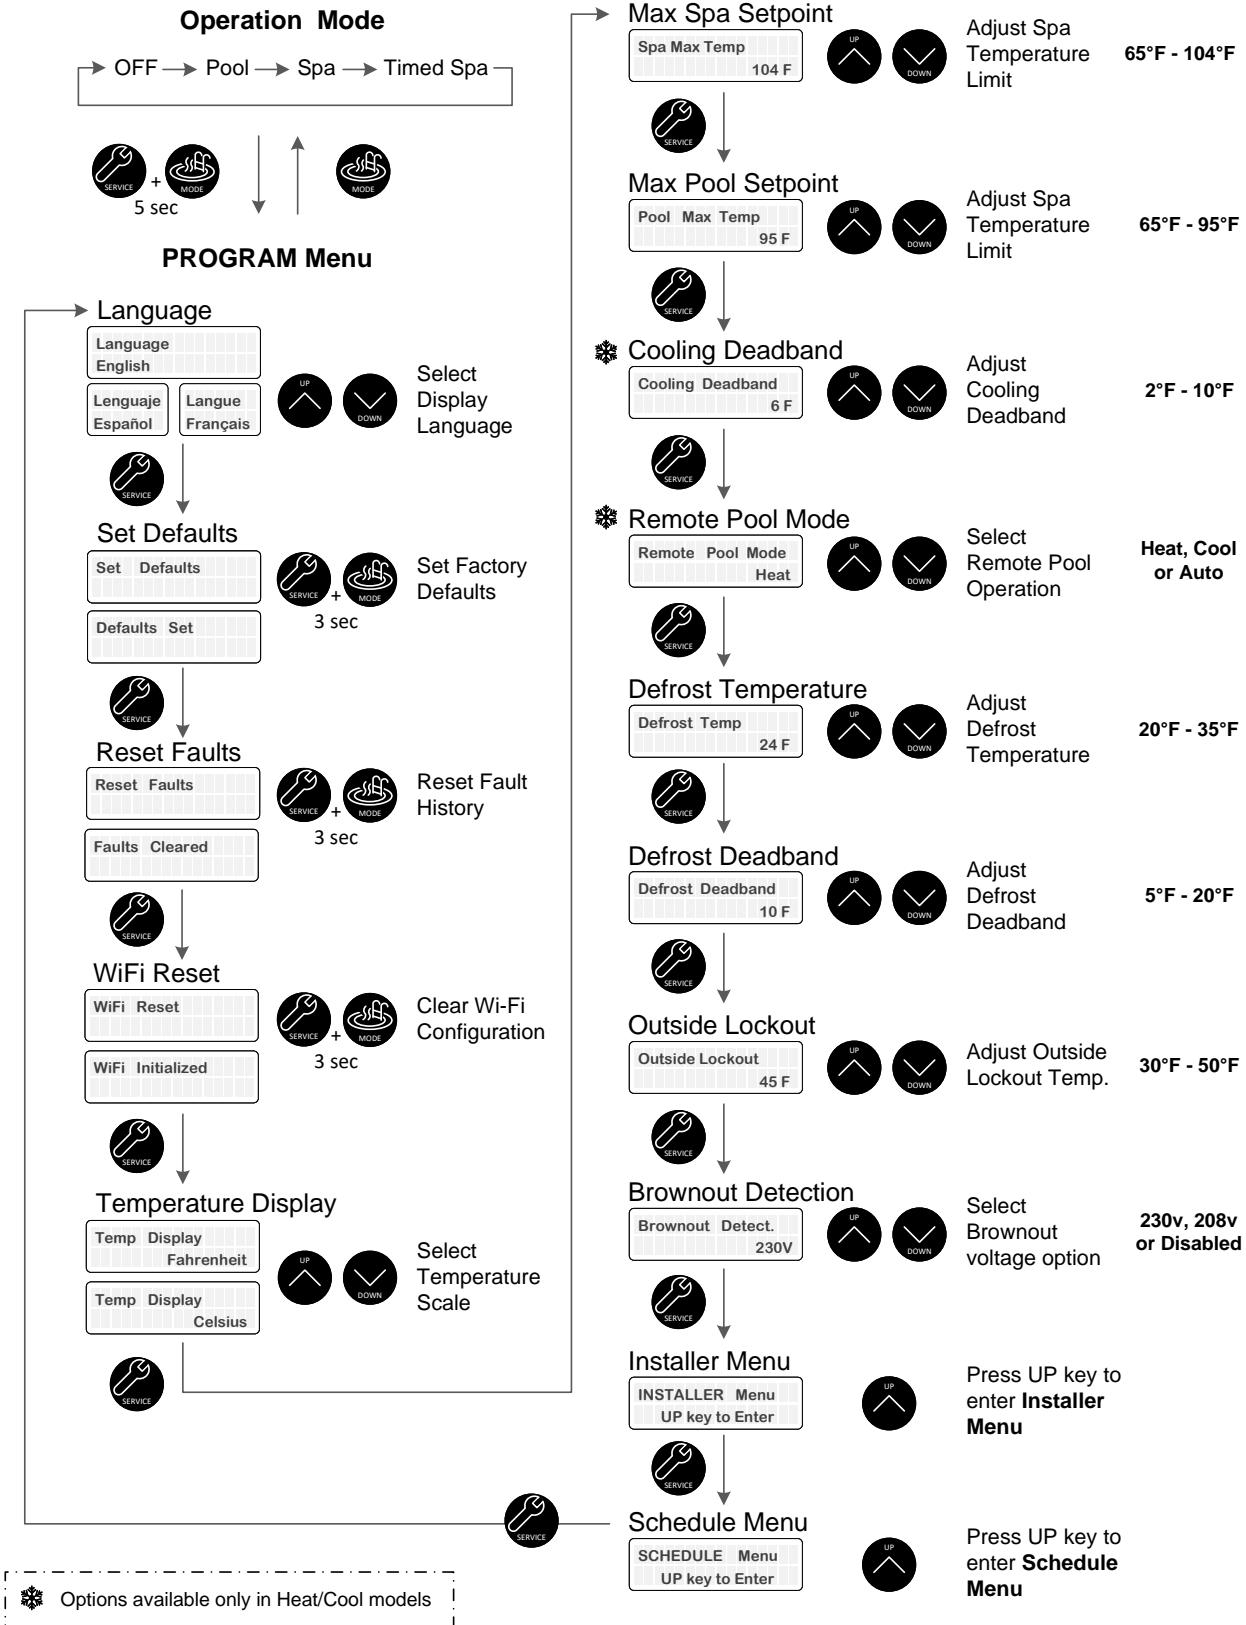 Operation Mode
OFF Pool Spa Timed Spa
SERVICE
+
MODE
5 sec
MODE
PROGRAM Menu
Language
Language
English
Lenguaje
Español
Langue
Français
UP
DOWN
Select
Display
Language
SERVICE
Set Defaults
Set Defaults
Defaults Set
SERVICE
+
MODE
3 sec
Set Factory
Defaults
SERVICE
Reset Faults
Reset Faults
Faults Cleared
SERVICE
+
MODE
3 sec
Reset Fault
History
SERVICE
WiFi Reset
WiFi Reset
WiFi Initialized
SERVICE
+
MODE
3 sec
Clear Wi-Fi
Configuration
SERVICE
Temperature Display
Temp Display
Fahrenheit
Temp Display
Celsius
UP
DOWN
Select
Temperature
Scale
SERVICE
Max Spa Setpoint
Spa Max Temp
104 F
UP
DOWN
Adjust Spa
Temperature
Limit
65°F - 104°F
SERVICE
Max Pool Setpoint
Pool Max Temp
95 F
UP
DOWN
Adjust Spa
Temperature
Limit
65°F - 95°F
SERVICE
Cooling Deadband
Cooling Deadband
6 F
UP
DOWN
Adjust
Cooling
Deadband
2°F - 10°F
SERVICE
Remote Pool Mode
Remote Pool Mode
Heat
UP
DOWN
Select
Remote Pool
Operation
Heat, Cool
or Auto
SERVICE
Defrost Temperature
Defrost Temp
24 F
UP
DOWN
Adjust
Defrost
Temperature
20°F - 35°F
SERVICE
Defrost Deadband
Defrost Deadband
10 F
UP
DOWN
Adjust
Defrost
Deadband
5°F - 20°F
SERVICE
Outside Lockout
Outside Lockout
45 F
UP
DOWN
Adjust Outside
Lockout Temp.
30°F - 50°F
SERVICE
Brownout Detection
Brownout Detect.
230V
UP
DOWN
Select
Brownout
voltage option
230v, 208v
or Disabled
SERVICE
Installer Menu
INSTALLER Menu
UP key to Enter
UP
Press UP key to
enter Installer
Menu
SERVICE
Schedule Menu
SCHEDULE Menu
UP key to Enter
UP
Press UP key to
enter Schedule
Menu
SERVICE
Options available only in Heat/Cool models